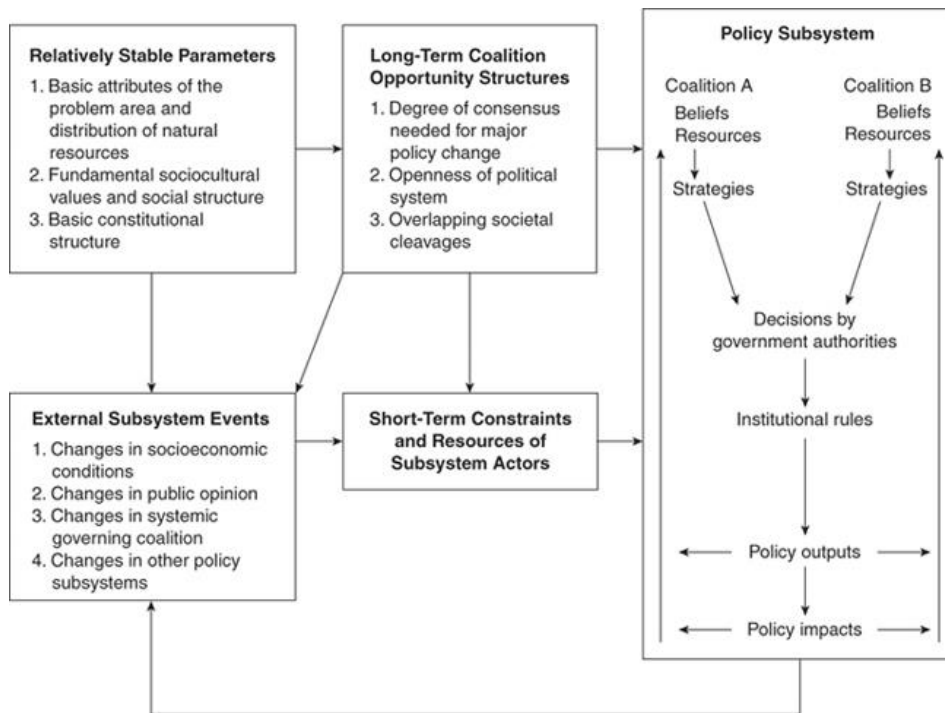 Relatively Stable Parameters
1. Basic attributes of the
problem area and
distribution of natural
resources
2. Fundamental sociocultural
values and social structure
3. Basic constitutional
structure
Long-Term Coalition
Opportunity Structures
1. Degree of consensus
needed for major
policy change
2. Openness of political
system
3. Overlapping societal
cleavages
External Subsystem Events
1. Changes in socioeconomic
conditions
2. Changes in public opinion
3. Changes in systemic
governing coalition
4. Changes in other policy
subsystems
Short-Term Constraints
and Resources of
Subsystem Actors
Policy Subsystem
Coalition A
Beliefs
Resources
Strategies
Coalition B
Beliefs
Resources
Strategies
Decisions by
government authorities
Institutional rules
Policy outputs
Policy impacts